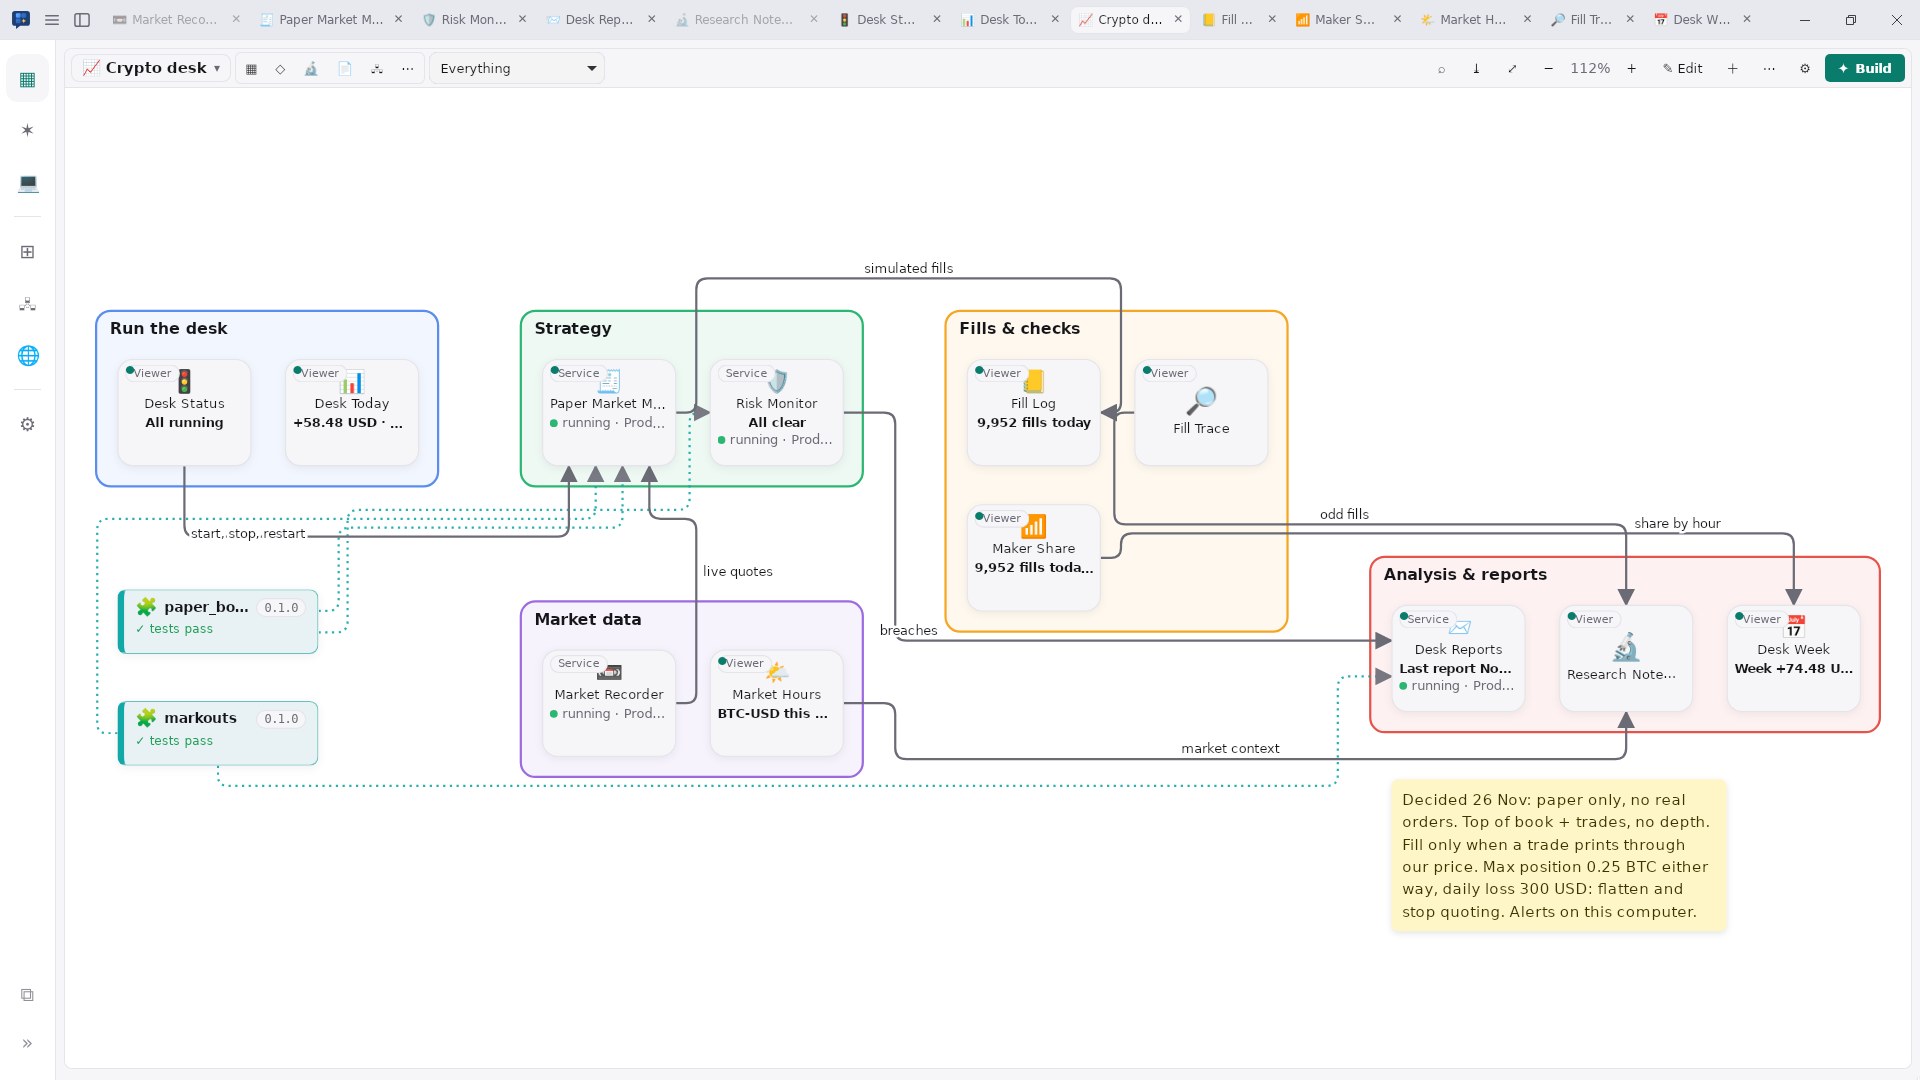 Market Reco...
Paper Market M...
Risk Mon...
Desk Rep...
Research Note...
Desk St...
Desk To...
Crypto d...
Fill ...
Maker S...
Market H...
Fill Tr...
Desk W...
Crypto desk
Everything
112%
Edit
Build
simulated fills
Run the desk
Viewer
Desk Status
All running
Viewer
Desk Today
+58.48 USD · ...
Strategy
Service
Paper Market M...
running · Prod...
Service
Risk Monitor
All clear
running · Prod...
Fills & checks
Viewer
Fill Log
9,952 fills today
Viewer
Fill Trace
Viewer
Maker Share
9,952 fills toda...
start, stop, restart
live quotes
odd fills
share by hour
breaches
paper_bo...
0.1.0
✓ tests pass
markouts
0.1.0
✓ tests pass
Market data
Service
Market Recorder
running · Prod...
Viewer
Market Hours
BTC-USD this ...
market context
Analysis & reports
Service
Desk Reports
Last report No...
running · Prod...
Viewer
Research Note...
Viewer
Desk Week
Week +74.48 U...
Decided 26 Nov: paper only, no real
orders. Top of book + trades, no depth.
Fill only when a trade prints through
our price. Max position 0.25 BTC either
way, daily loss 300 USD: flatten and
stop quoting. Alerts on this computer.